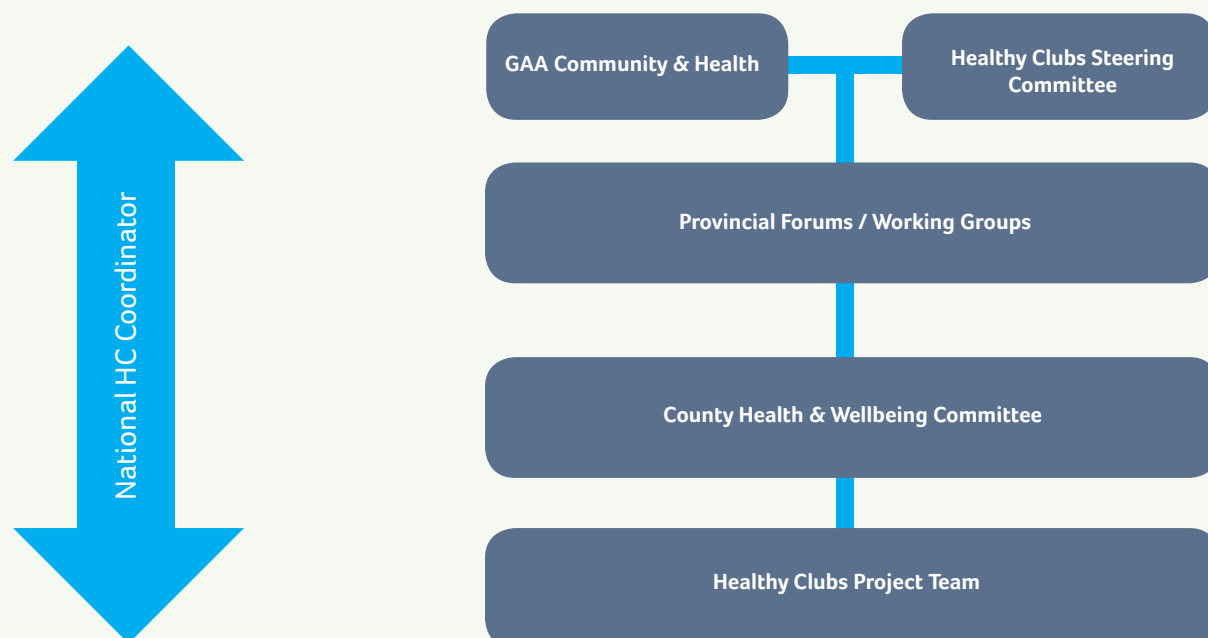 GAA Community & Health
Healthy Clubs Steering
Committee
Provincial Forums / Working Groups
National HC Coordinator
County Health & Wellbeing Committee
Healthy Clubs Project Team